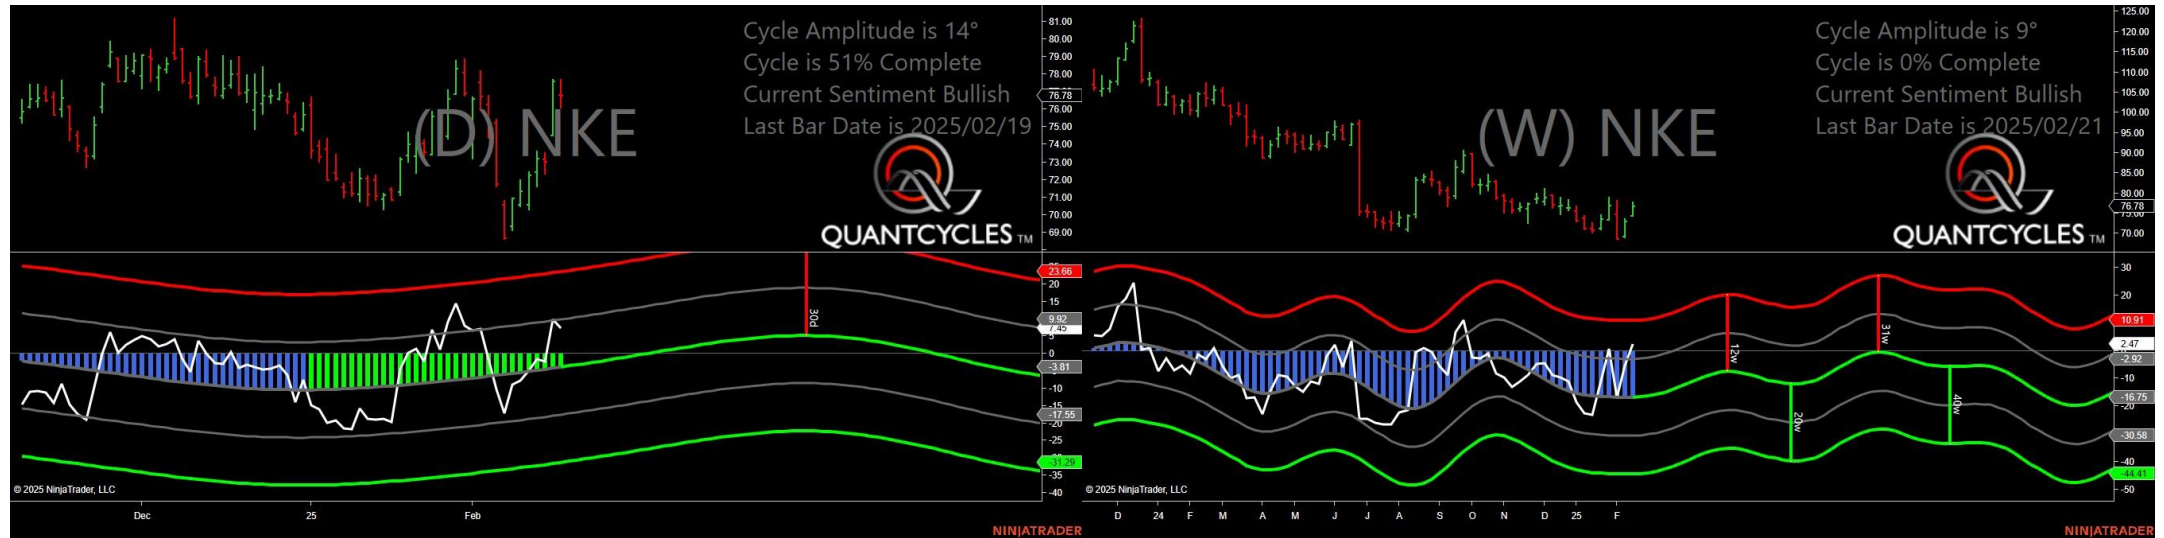 Cycle Amplitude is 14°
Cycle is 51% Complete
Current Sentiment Bullish
Last Bar Date is 2025/02/19
(D) NKE
QUANTCYCLES TM
81.00
80.00
79.00
78.00
76.78
76.00
75.00
74.00
73.00
72.00
71.00
70.00
69.00
23.66
20
15
9.92
7.45
5
0
-3.81
-10
-15
-17.55
-20
-25
-31.29
-35
-40
30d
© 2025 NinjaTrader, LLC
Dec
25
Feb
NINJATRADER
Cycle Amplitude is 9°
Cycle is 0% Complete
Current Sentiment Bullish
Last Bar Date is 2025/02/21
(W) NKE
QUANTCYCLES TM
125.00
120.00
115.00
110.00
105.00
100.00
95.00
90.00
85.00
80.00
76.78
75.00
70.00
30
20
10.91
2.47
-2.92
-10
-16.75
-20
-30.58
-40
-44.41
-50
12w
20w
31w
40w
© 2025 NinjaTrader, LLC
D
24
F
M
A
M
J
J
A
S
O
N
D
25
F
NINJATRADER